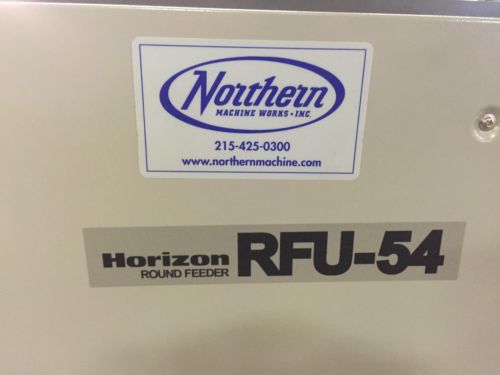 Northern
MACHINE WORKS • INC.
215-425-0300
www.northernmachine.com
Horizon RFU-54
ROUND FEEDER